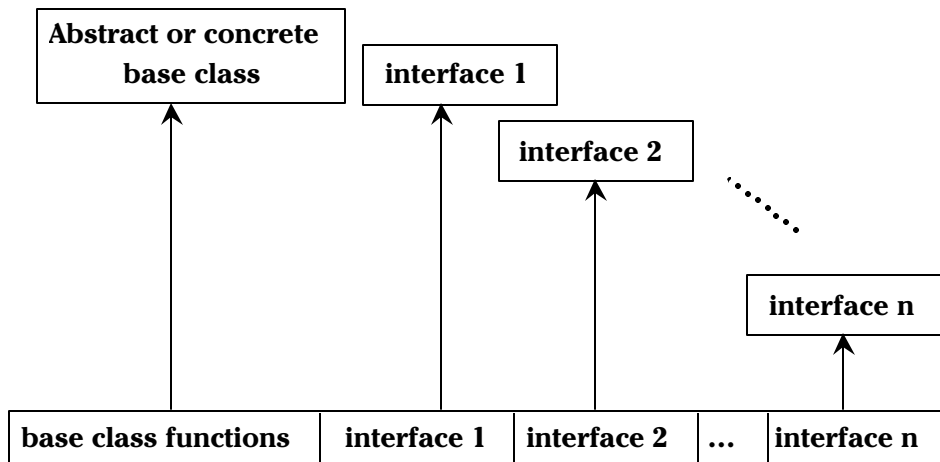 Abstract or concrete
base class
interface 1
interface 2
interface n
base class functions interface 1 interface 2 ... interface n